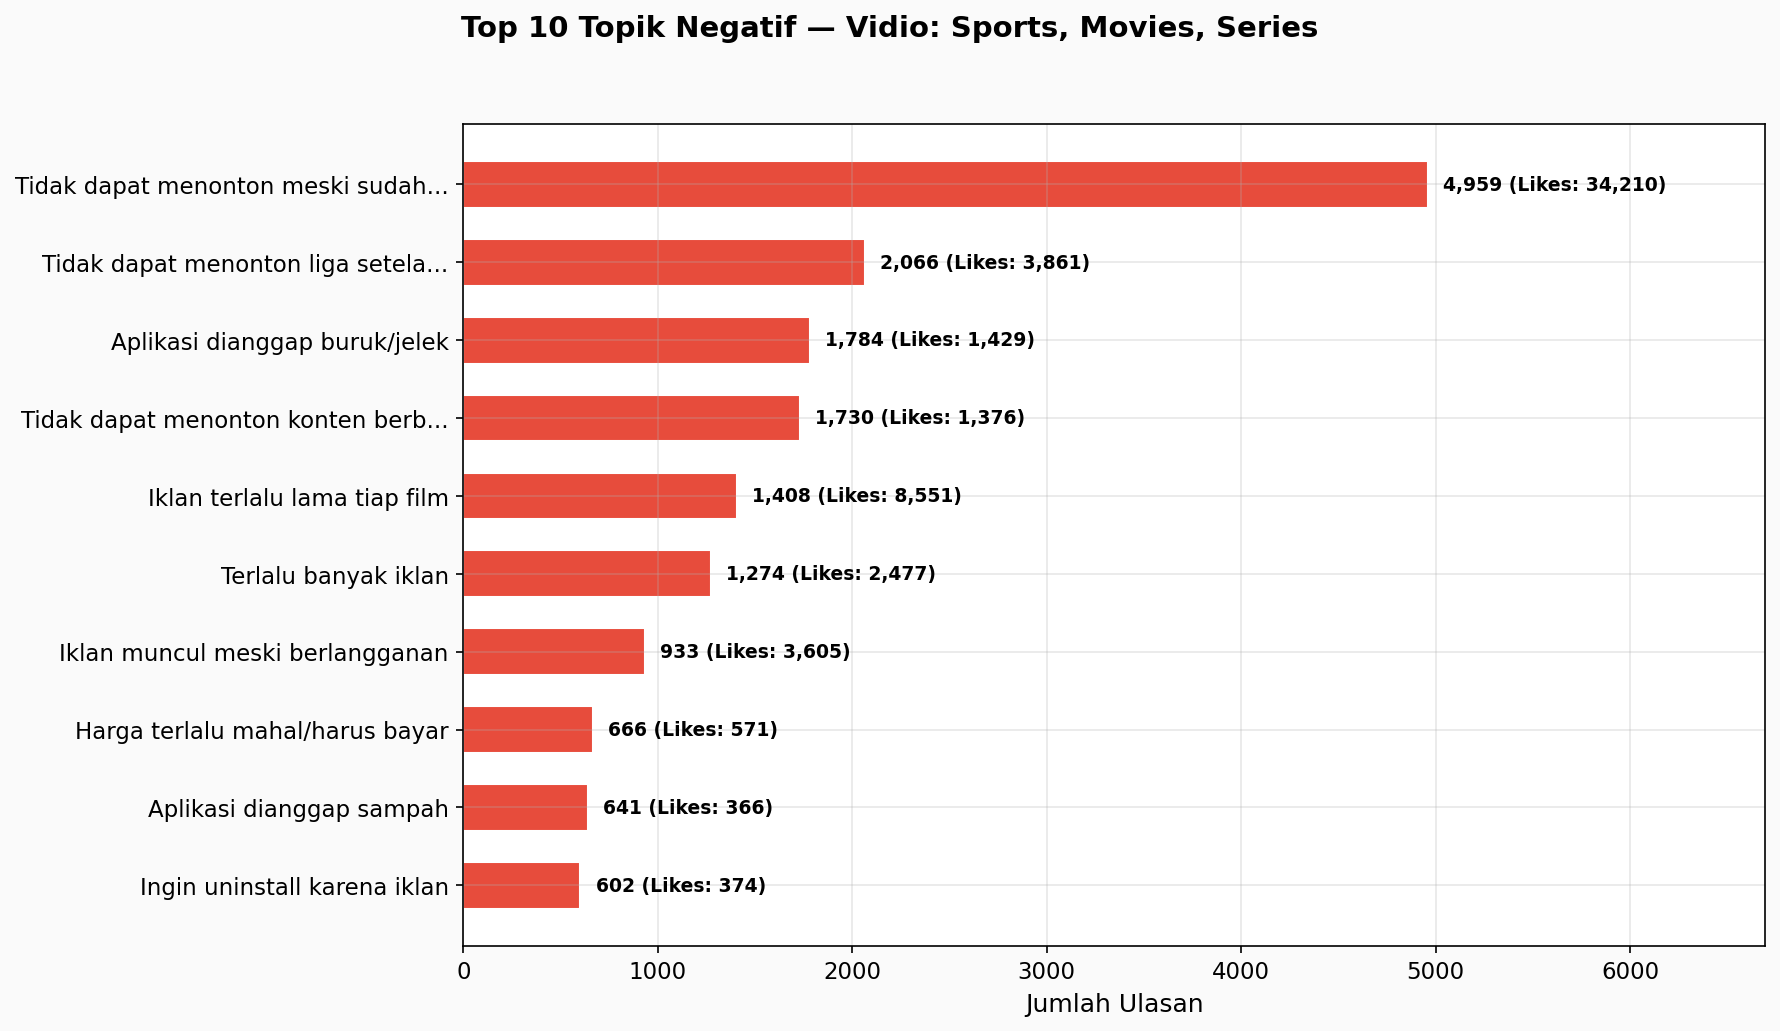 Top 10 Topik Negatif — Vidio: Sports, Movies, Series
Tidak dapat menonton meski sudah... 4,959 (Likes: 34,210)
Tidak dapat menonton liga setela... 2,066 (Likes: 3,861)
Aplikasi dianggap buruk/jelek 1,784 (Likes: 1,429)
Tidak dapat menonton konten berb... 1,730 (Likes: 1,376)
Iklan terlalu lama tiap film 1,408 (Likes: 8,551)
Terlalu banyak iklan 1,274 (Likes: 2,477)
Iklan muncul meski berlangganan 933 (Likes: 3,605)
Harga terlalu mahal/harus bayar 666 (Likes: 571)
Aplikasi dianggap sampah 641 (Likes: 366)
Ingin uninstall karena iklan 602 (Likes: 374)
0 1000 2000 3000 4000 5000 6000
Jumlah Ulasan